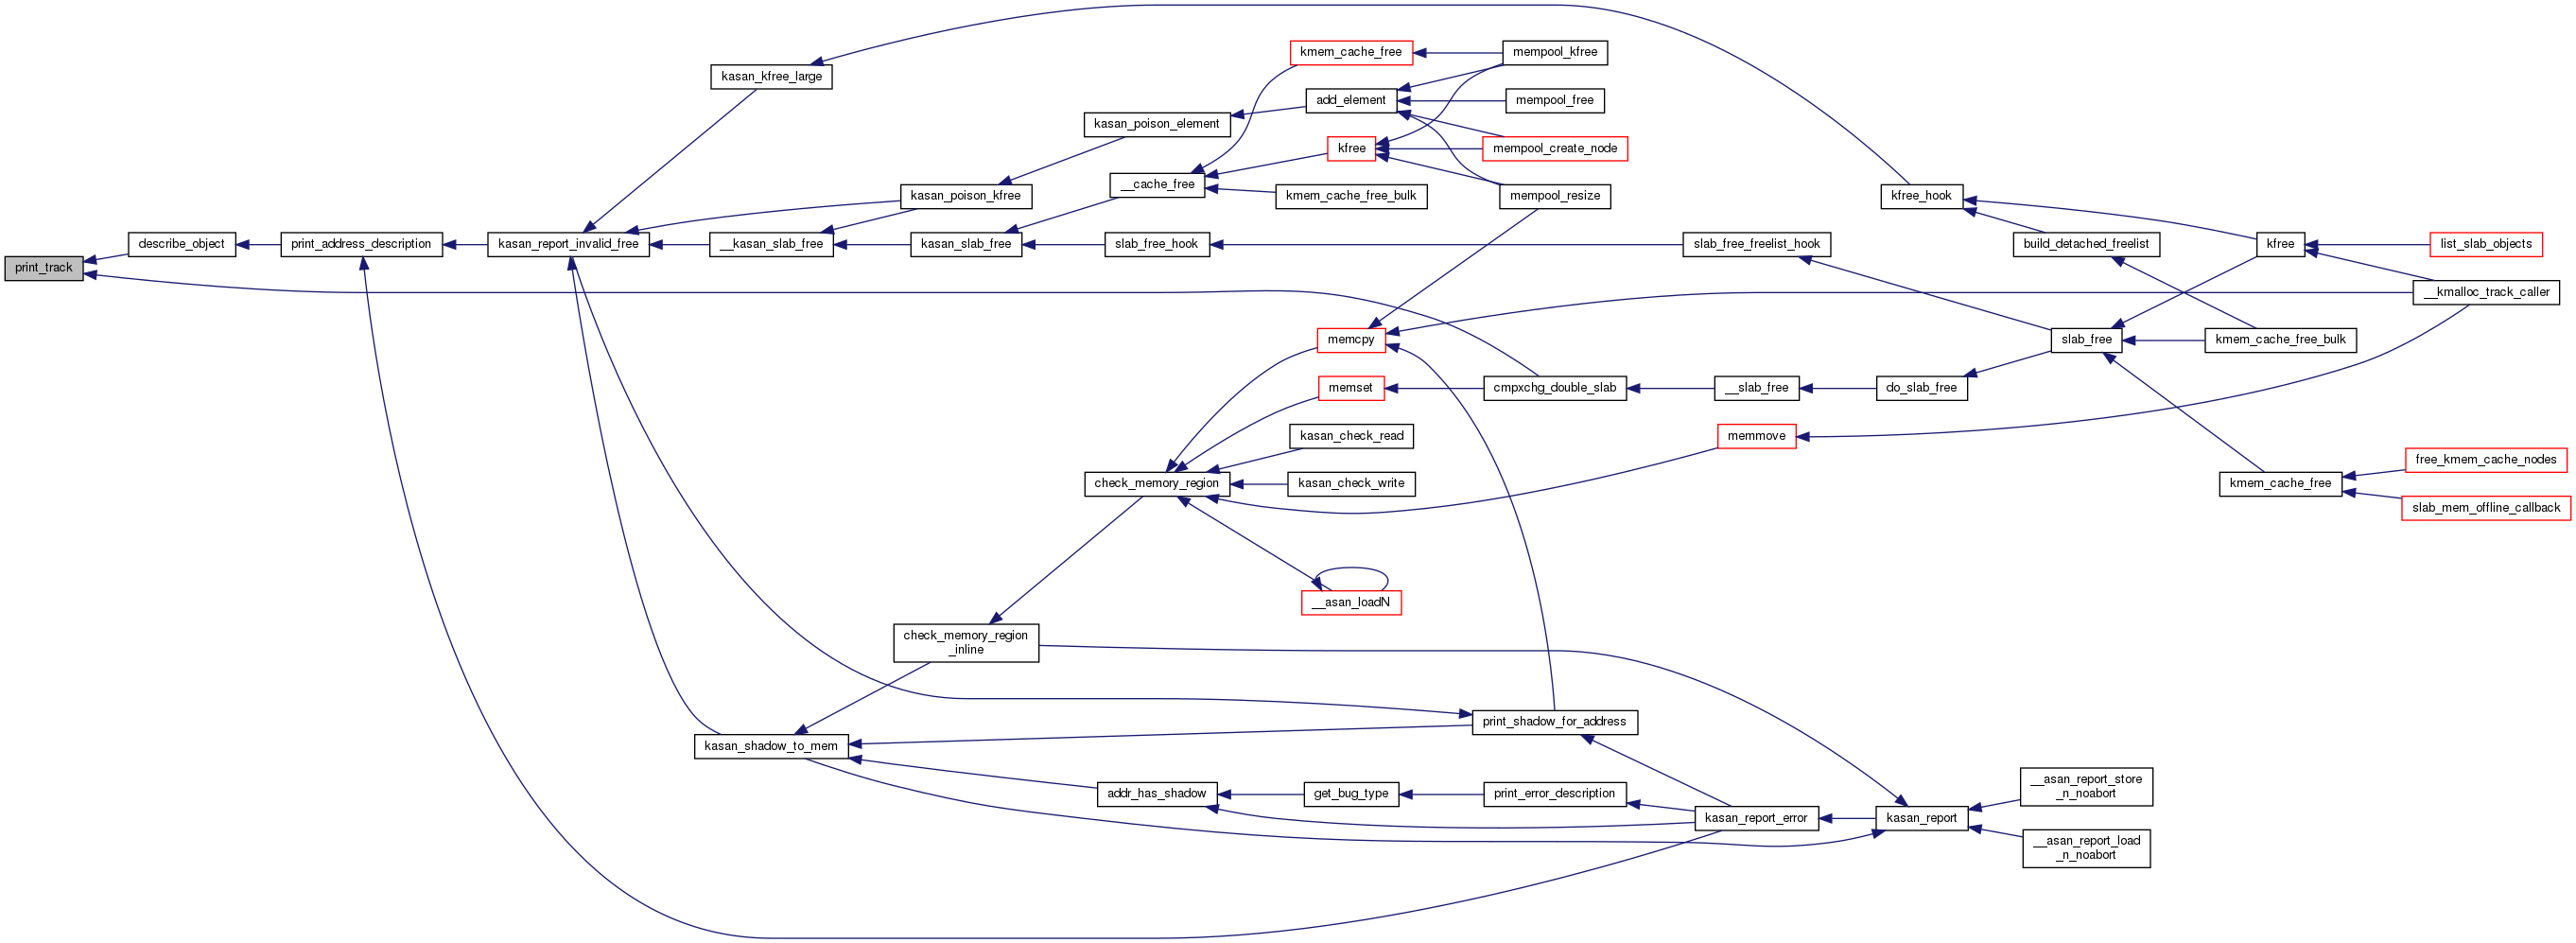 print_track
describe_object
print_address_description
kasan_report_invalid_free
kasan_kfree_large
kasan_poison_kfree
__kasan_slab_free
kasan_shadow_to_mem
kasan_slab_free
check_memory_region
_inline
kasan_poison_element
__cache_free
slab_free_hook
check_memory_region
addr_has_shadow
kmem_cache_free
add_element
kfree
kmem_cache_free_bulk
memcpy
memset
kasan_check_read
kasan_check_write
__asan_loadN
get_bug_type
mempool_kfree
mempool_free
mempool_create_node
mempool_resize
cmpxchg_double_slab
print_shadow_for_address
print_error_description
slab_free_freelist_hook
__slab_free
memmove
kasan_report_error
kfree_hook
do_slab_free
kasan_report
build_detached_freelist
slab_free
__asan_report_store
_n_noabort
__asan_report_load
_n_noabort
kfree
kmem_cache_free_bulk
kmem_cache_free
list_slab_objects
__kmalloc_track_caller
free_kmem_cache_nodes
slab_mem_offline_callback